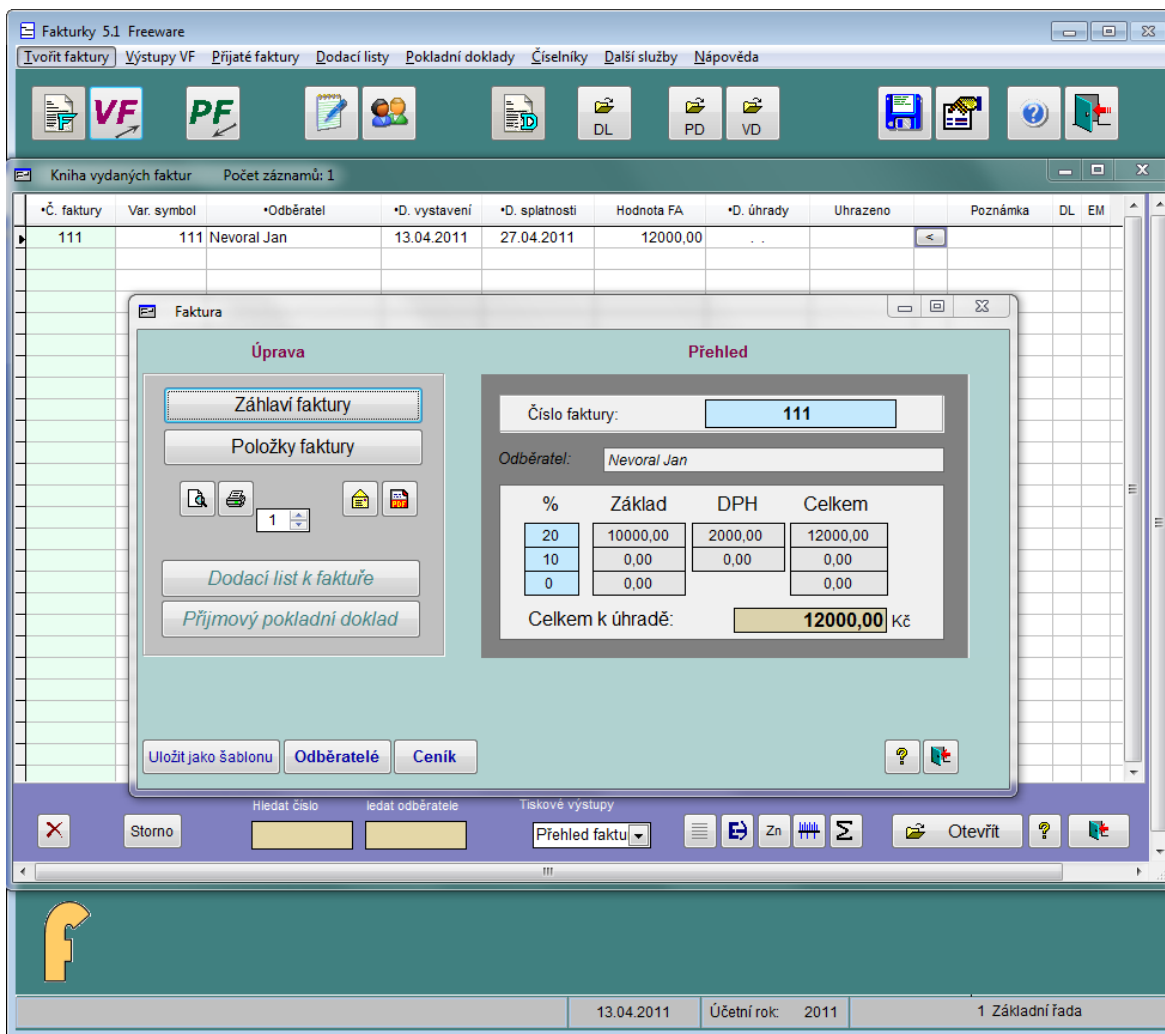 Fakturky 5.1 Freeware
Tvořit faktury Výstupy VF Přijaté faktury Dodací listy Pokladní doklady Číselníky Další služby Nápověda
F VF PF D DL PD VD
Kniha vydaných faktur Počet záznamů: 1
•Č. faktury Var. symbol •Odběratel •D. vystavení •D. splatnosti Hodnota FA •D. úhrady Uhrazeno Poznámka DL EM
111 111 Nevoral Jan 13.04.2011 27.04.2011 12000,00 . . <
Faktura
Úprava Přehled
Záhlaví faktury
Číslo faktury: 111
Položky faktury
Odběratel: Nevoral Jan
% Základ DPH Celkem
PDF
1
20 10000,00 2000,00 12000,00
10 0,00 0,00 0,00
0 0,00 0,00
Dodací list k faktuře
Přijmový pokladní doklad
Celkem k úhradě: 12000,00 Kč
Uložit jako šablonu Odběratelé Ceník ?
Hledat číslo ledat odběratele Tiskové výstupy
Storno Přehled faktu Zn Σ Otevřít ?
f
13.04.2011 Účetní rok: 2011 1 Základní řada